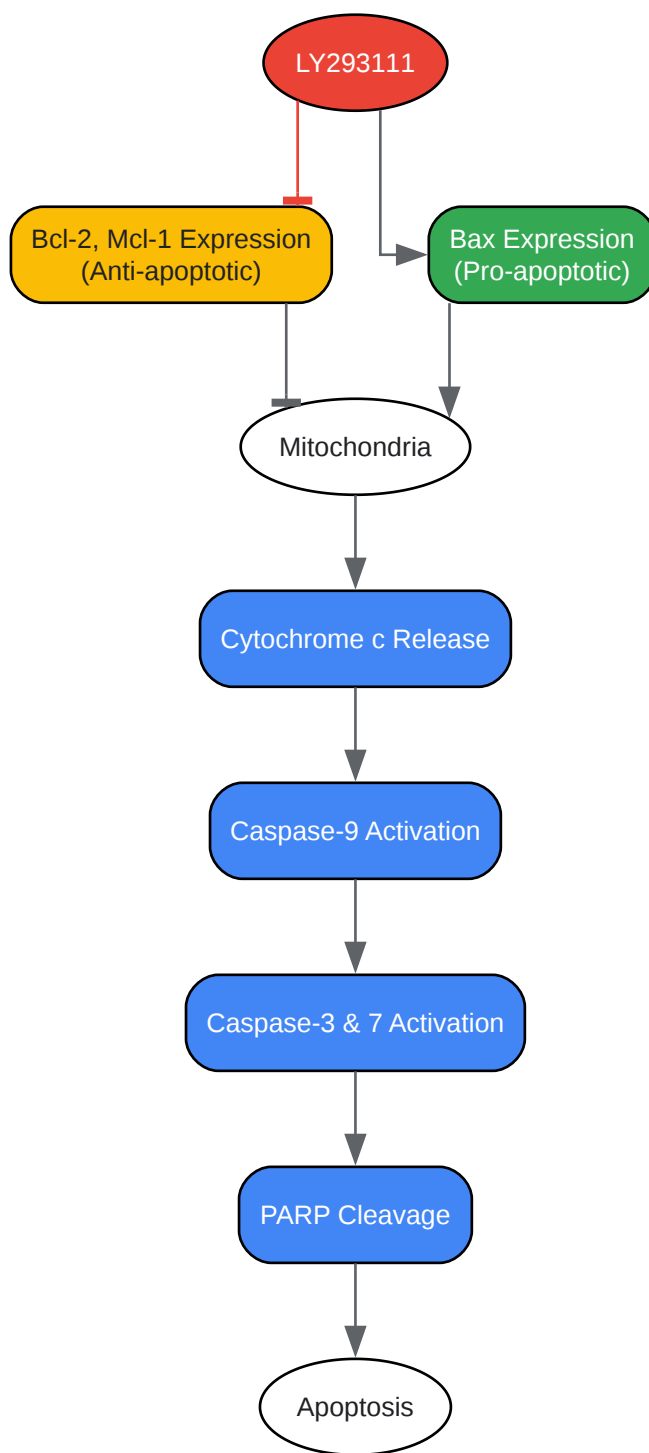 LY293111
Bcl-2, Mcl-1 Expression
(Anti-apoptotic)
Bax Expression
(Pro-apoptotic)
Mitochondria
Cytochrome c Release
Caspase-9 Activation
Caspase-3 & 7 Activation
PARP Cleavage
Apoptosis